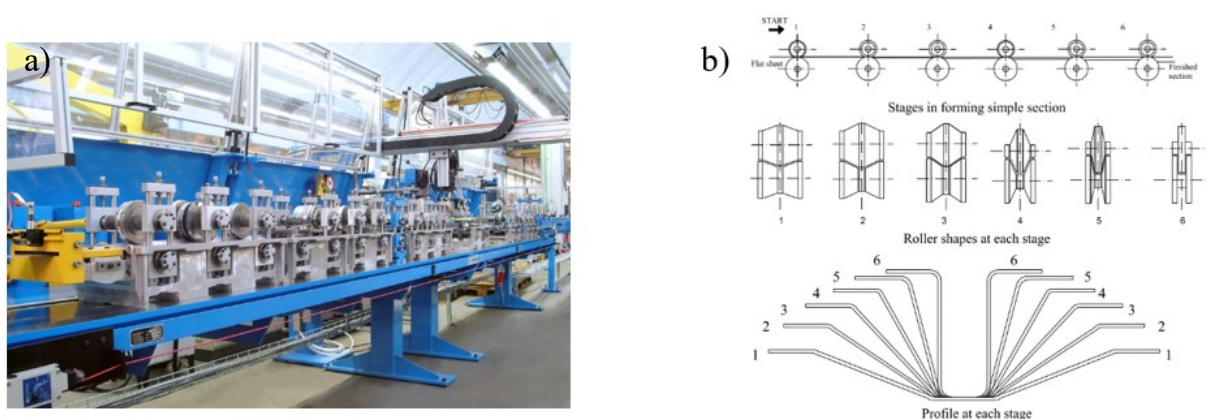 a)
b)
START
1 2 3 4 5 6
Flat sheet
Finished
section
Stages in forming simple section
1 2 3 4 5 6
Roller shapes at each stage
6 6
5 5
4 4
3 3
2 2
1 1
Profile at each stage